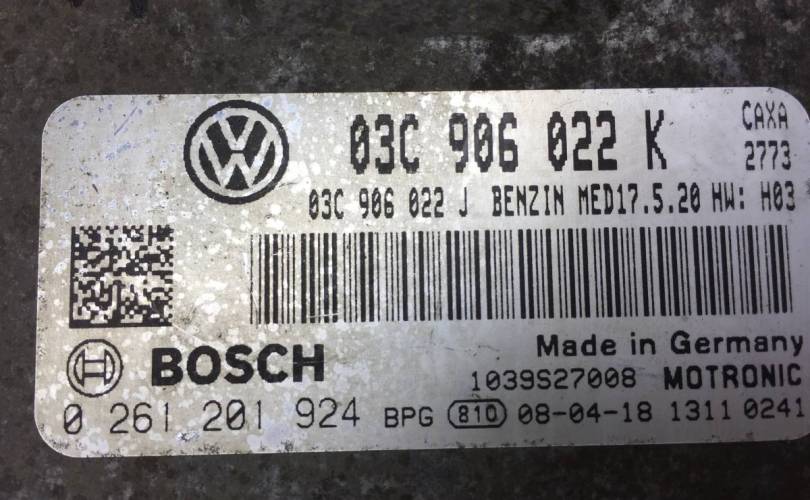 03C 906 022 K CAXA
2773
03C 906 022 J BENZIN MED17.5.20 HW: H03
Made in Germany
BOSCH 1039S27008 MOTRONIC
0 261 201 924 BPG 810 08-04-18 1311 0241